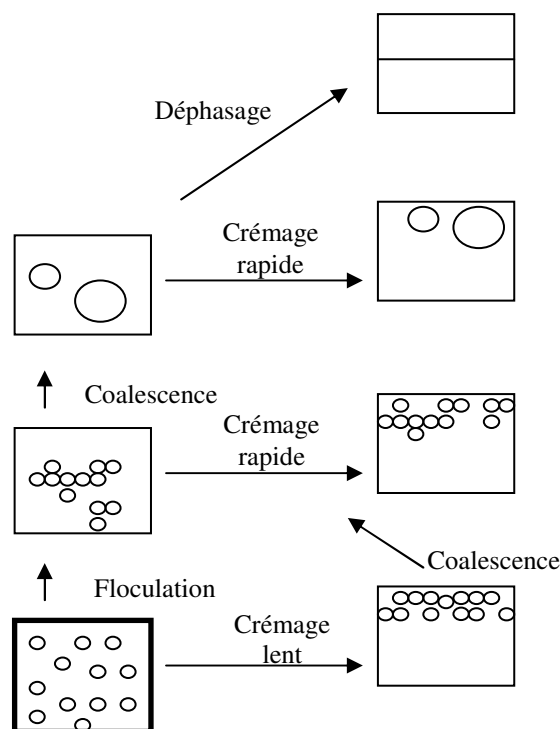 Déphasage
Crémage
rapide
Coalescence
Crémage
rapide
Coalescence
Floculation
Crémage
lent